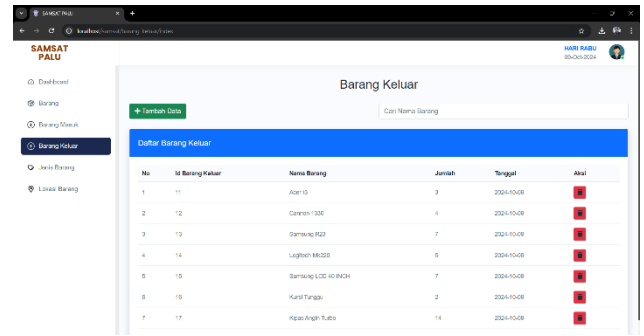 SAMSAT PALU
localhost/samsat/barang_keluar/index
SAMSAT
PALU
HARI RABU
09-Oct-2024
Dashboard
Barang
Barang Masuk
Barang Keluar
Jenis Barang
Lokasi Barang
Barang Keluar
+ Tambah Data
Cari Nama Barang
Daftar Barang Keluar
No Id Barang Keluar Nama Barang Jumlah Tanggal Aksi
1 11 Acer I3 3 2024-10-09
2 12 4 2024-10-09
3 13 Samsung 7 2024-10-09
4 14 Logitech MK220 5 2024-10-09
5 15 Samsung LCD 40 INCH 7 2024-10-09
6 16 Kursi Tunggu 2 2024-10-09
7 17 Kipas Angin Turbo 14 2024-10-09